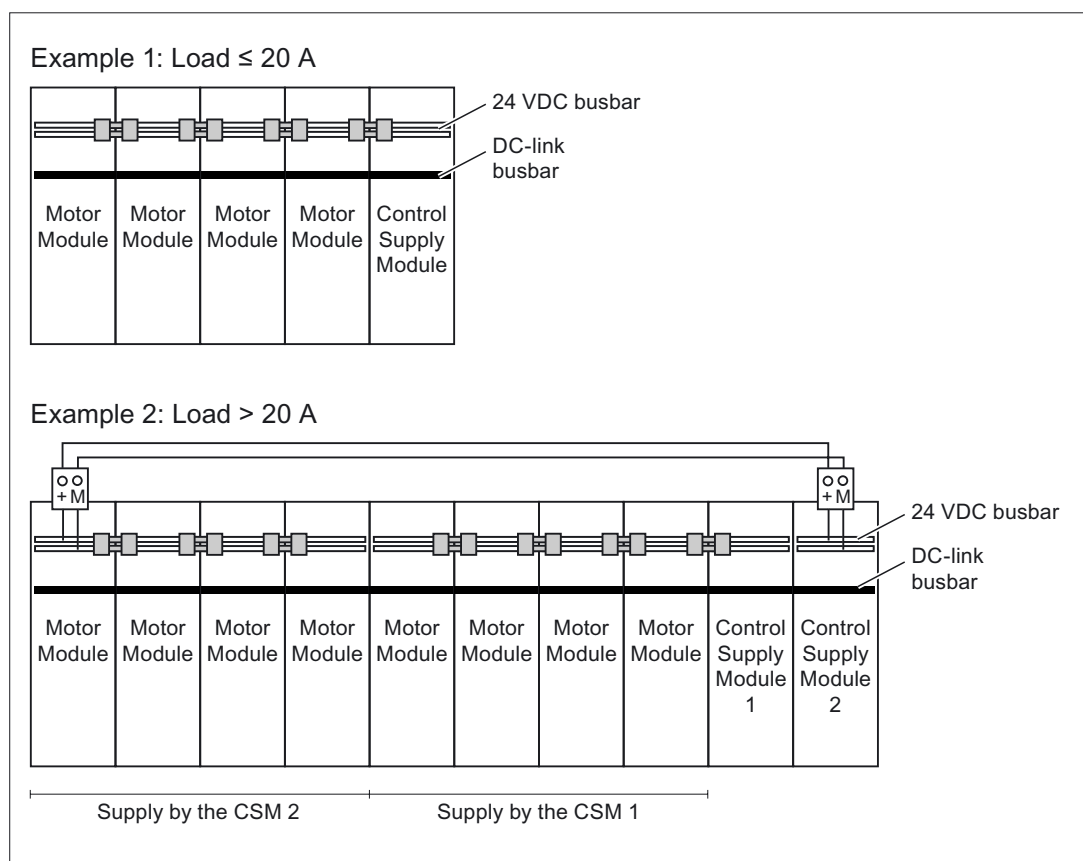 Example 1: Load ≤ 20 A
24 VDC busbar
DC-link
busbar
Motor
Module
Motor
Module
Motor
Module
Motor
Module
Control
Supply
Module
Example 2: Load > 20 A
+ M
+ M
24 VDC busbar
DC-link
busbar
Motor
Module
Motor
Module
Motor
Module
Motor
Module
Motor
Module
Motor
Module
Motor
Module
Motor
Module
Control
Supply
Module
1
Control
Supply
Module
2
Supply by the CSM 2
Supply by the CSM 1